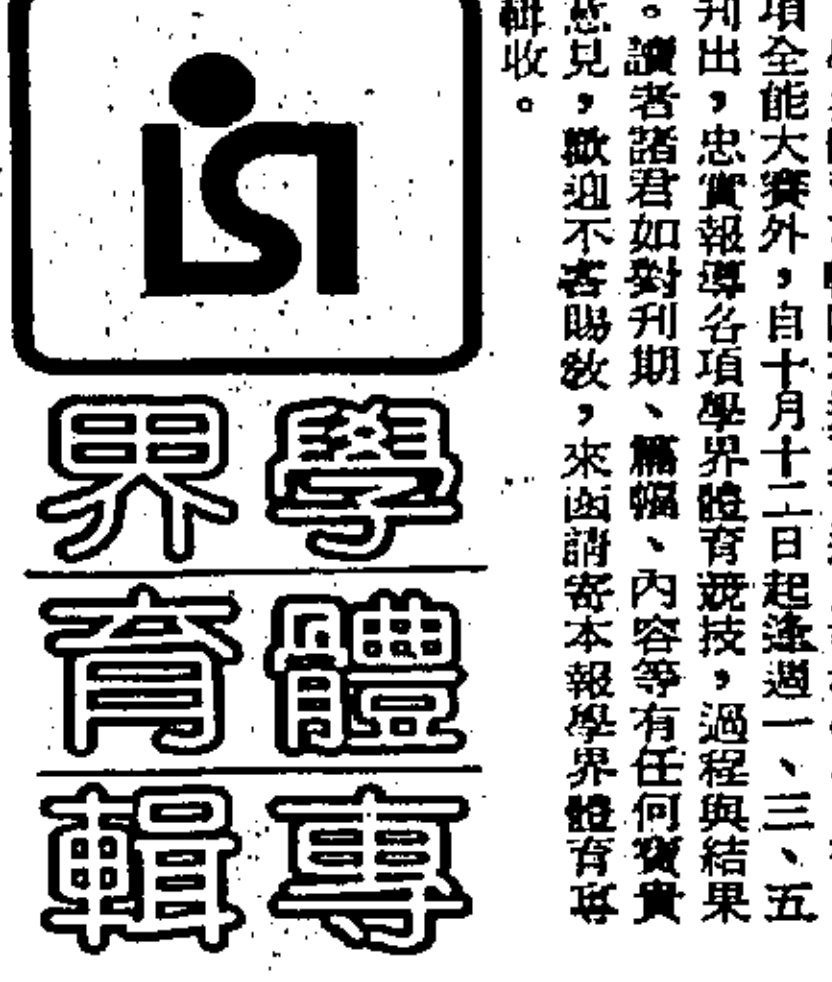 項全能大賽外，自十月十二日起逢週一、三、五
刊出，忠實報導各項學界體育競技，過程與結果
。讀者諸君如對刊期、篇幅、內容等有任何寶貴
意見，歡迎不吝賜教，來函請寄本報學界體育專
輯收。
學界
體育
專輯